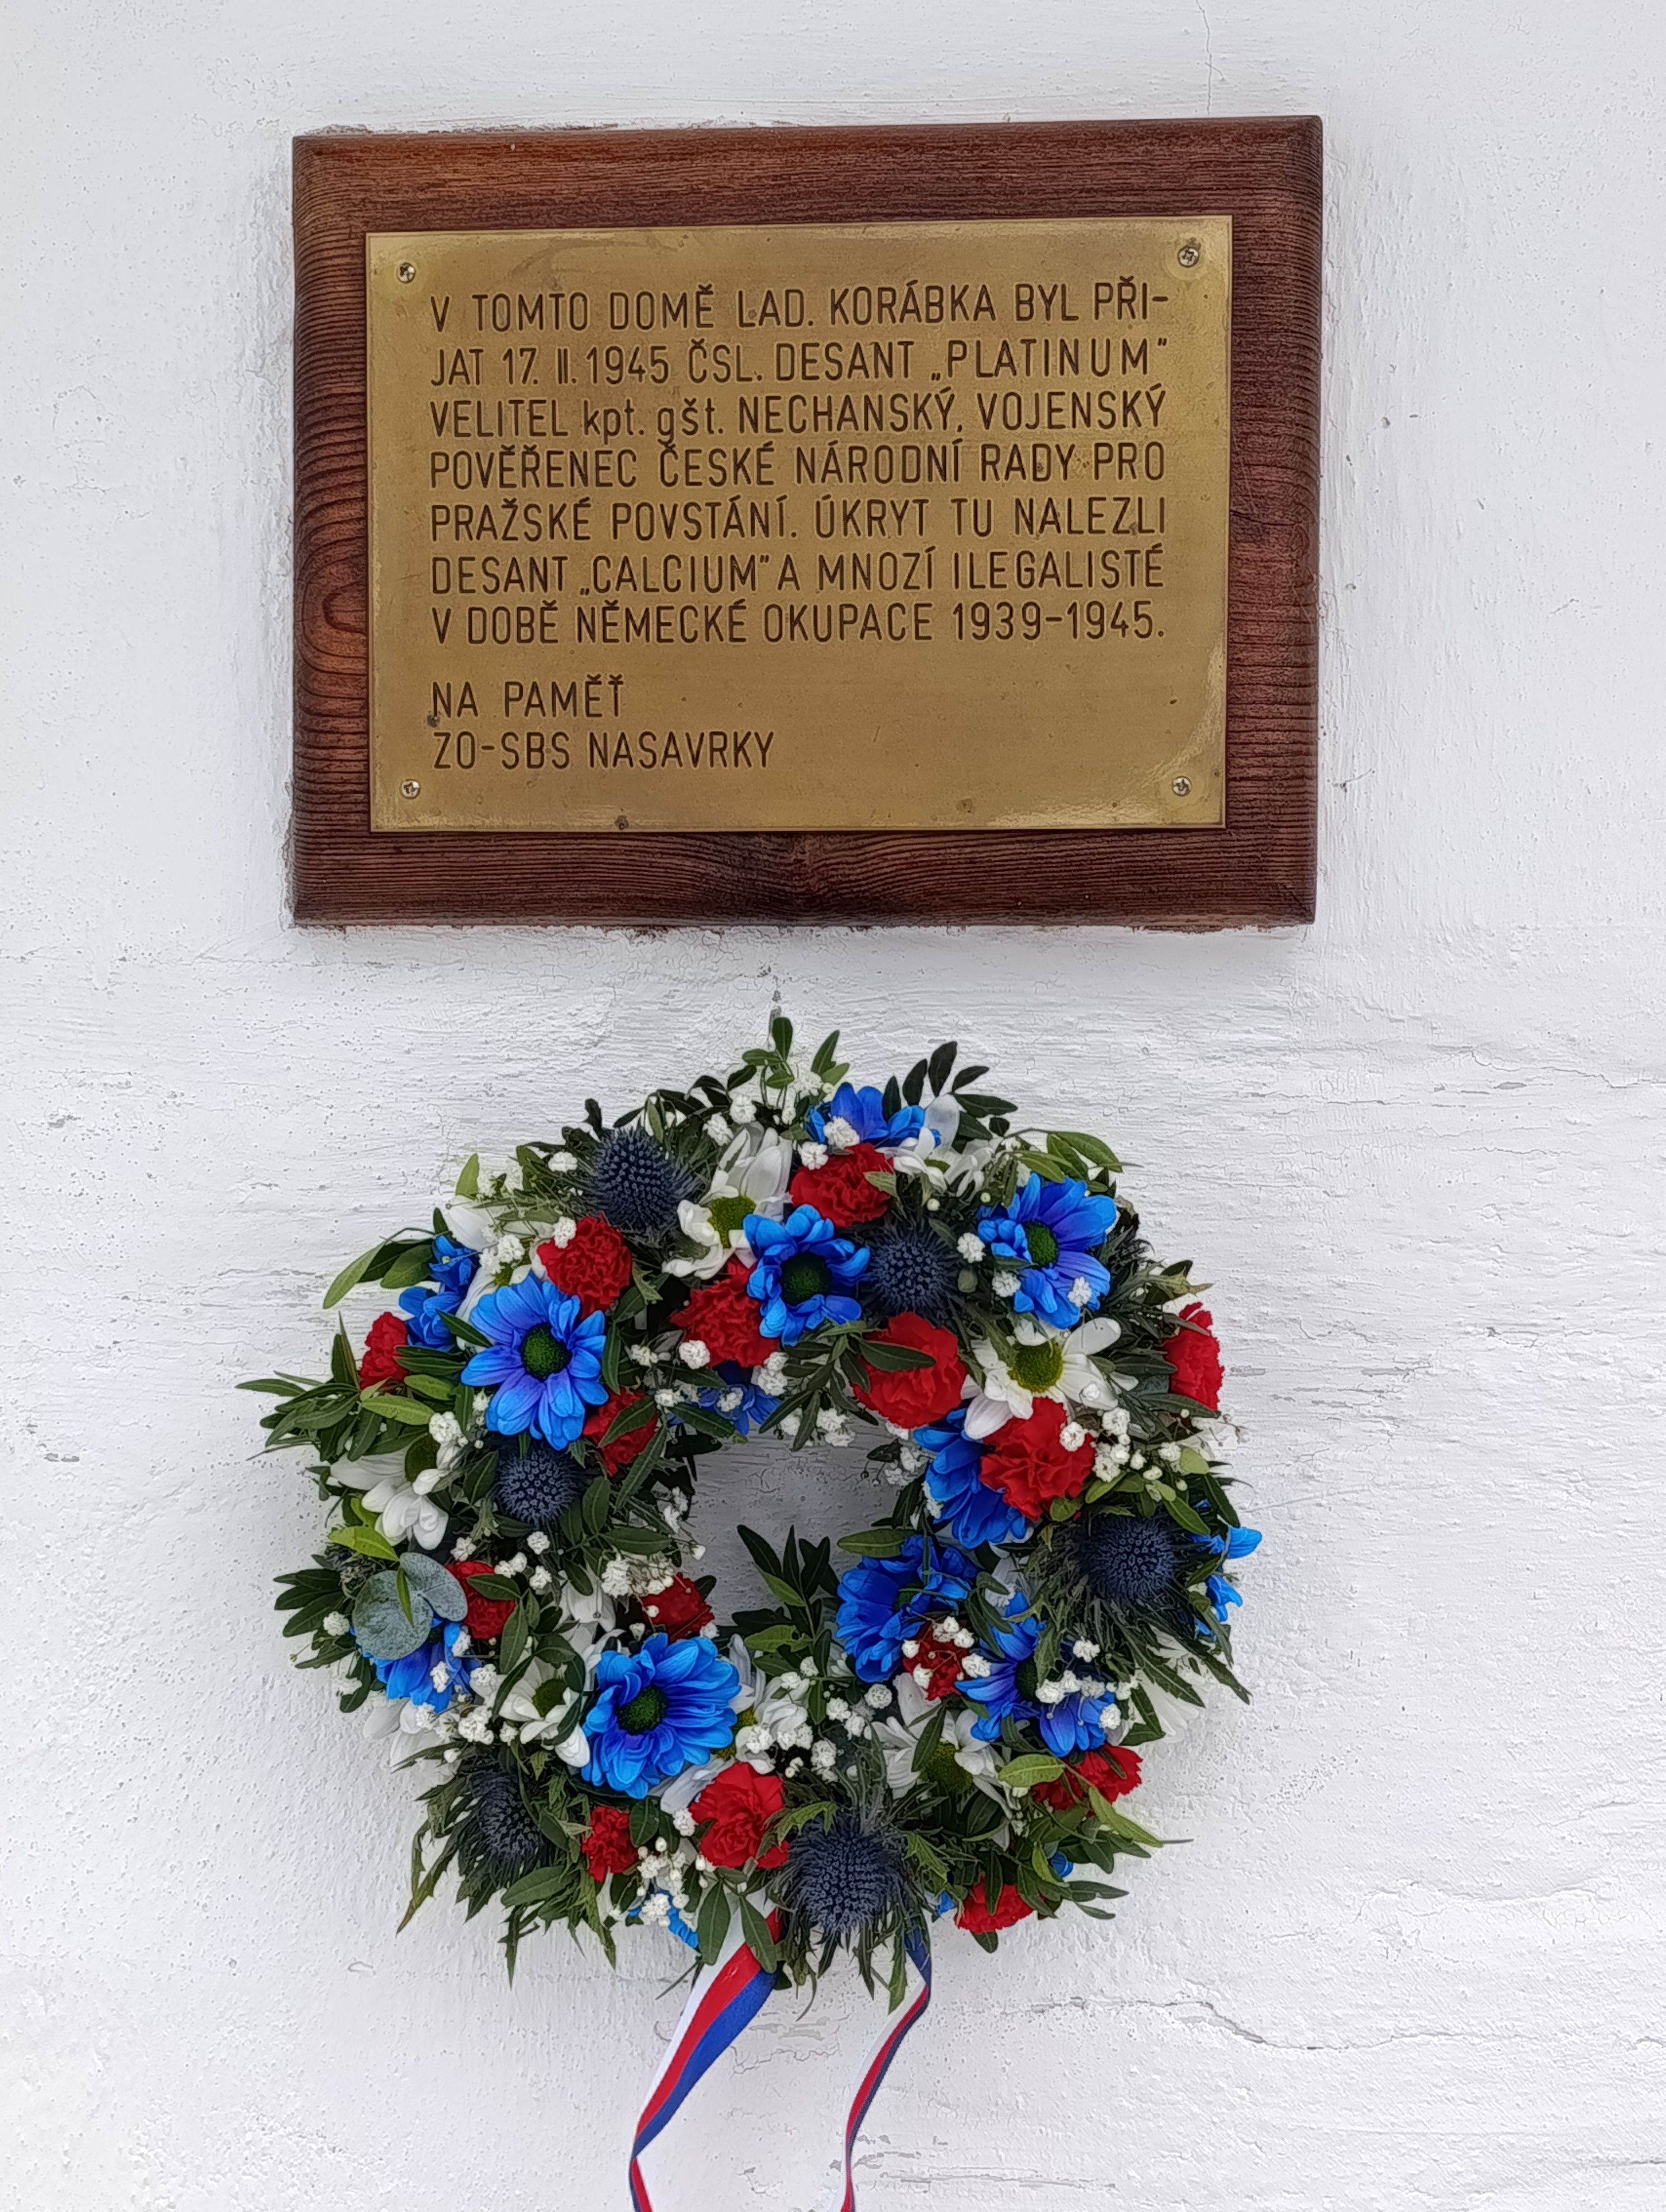 V TOMTO DOMĚ LAD. KORÁBKA BYL PŘI-
JAT 17. II. 1945 ČSL. DESANT „PLATINUM"
VELITEL kpt. gšt. NECHANSKÝ, VOJENSKÝ
POVĚŘENEC ČESKÉ NÁRODNÍ RADY PRO
PRAŽSKÉ POVSTÁNÍ. ÚKRYT TU NALEZLI
DESANT „CALCIUM" A MNOZÍ ILEGALISTÉ
V DOBĚ NĚMECKÉ OKUPACE 1939-1945.
NA PAMĚŤ
ZO-SBS NASAVRKY